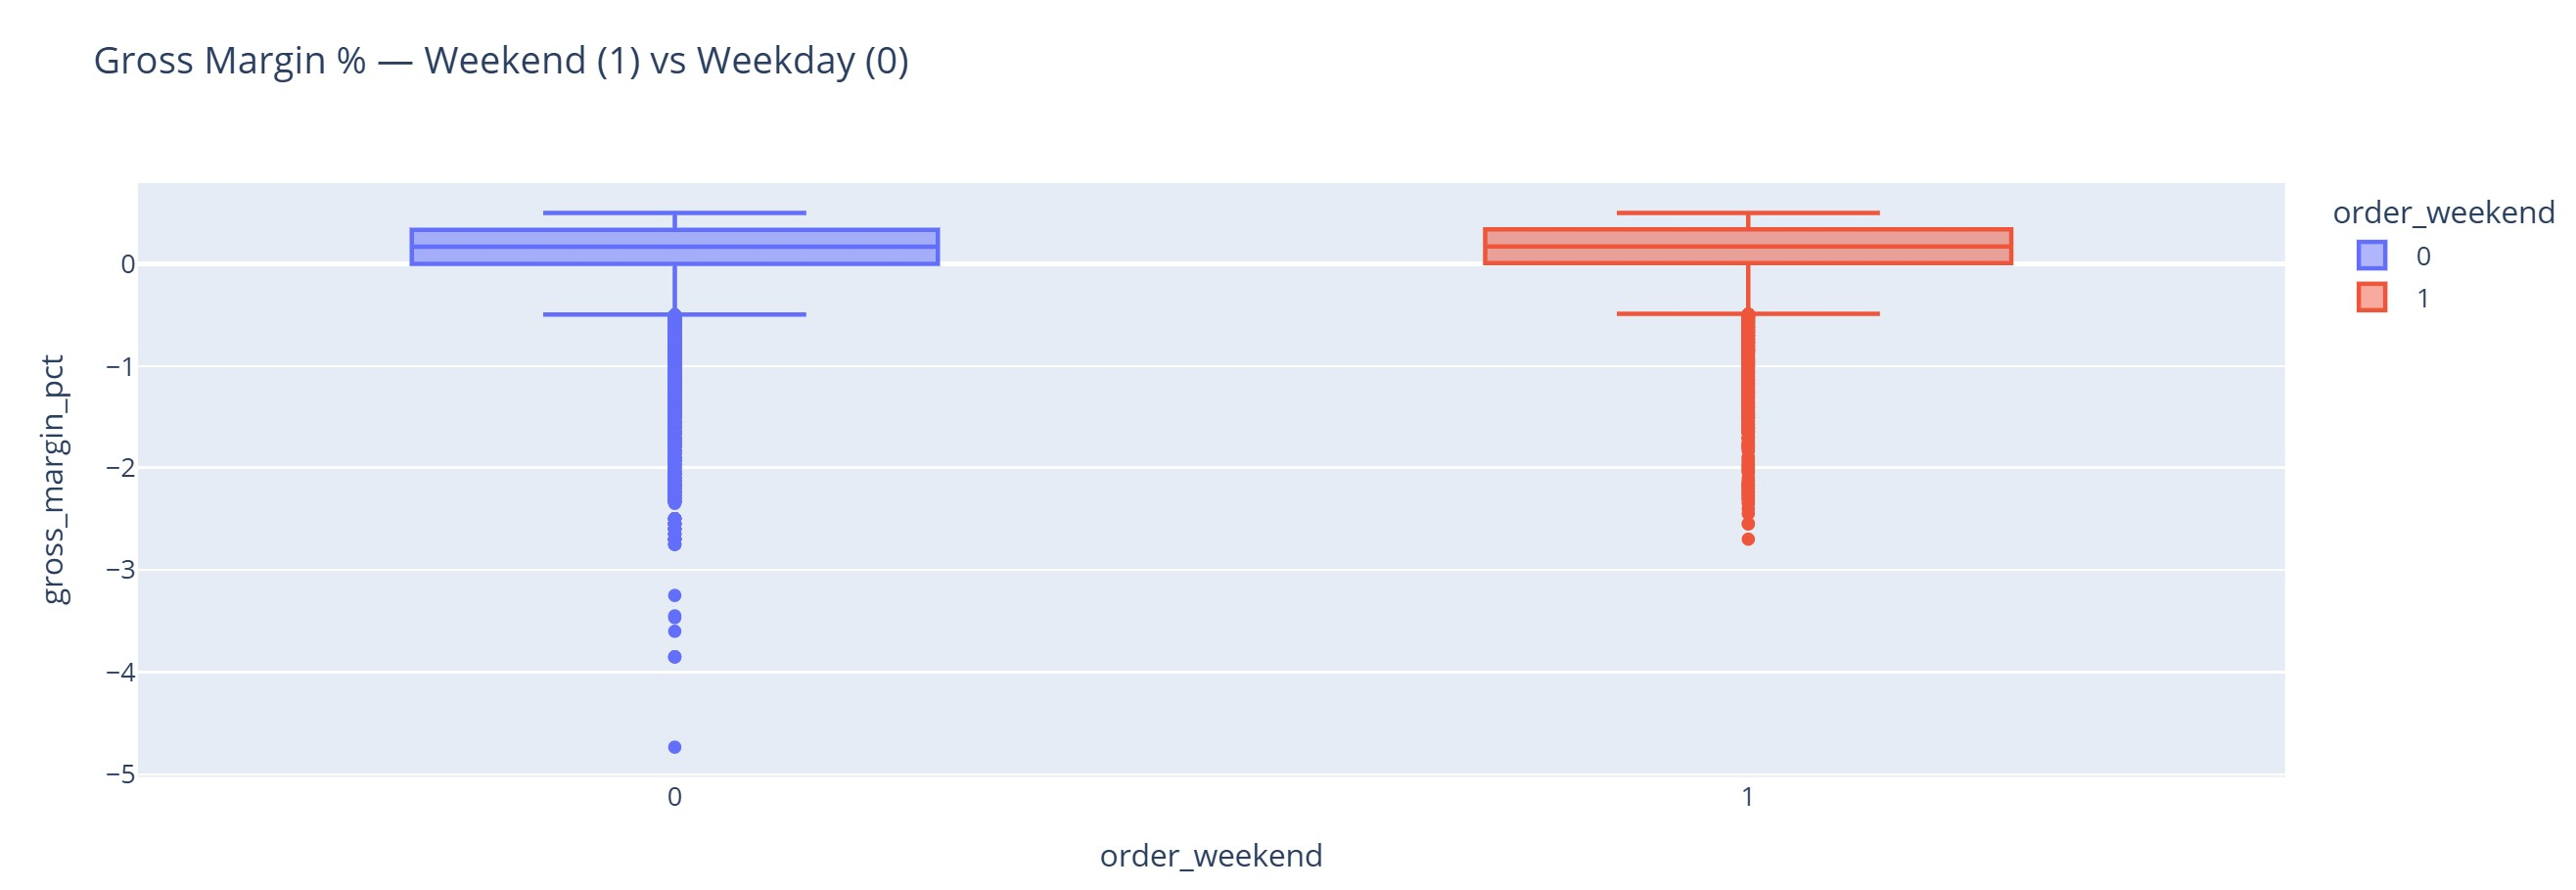 Gross Margin % — Weekend (1) vs Weekday (0)
order_weekend
0
1
gross_margin_pct
0
−1
−2
−3
−4
−5
0
1
order_weekend